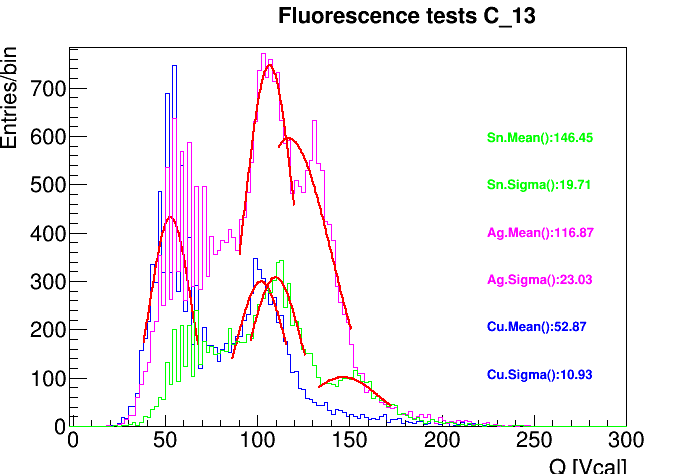 Fluorescence tests C_13
Entries/bin
700
600
500
400
300
200
100
0
Sn.Mean():146.45
Sn.Sigma():19.71
Ag.Mean():116.87
Ag.Sigma():23.03
Cu.Mean():52.87
Cu.Sigma():10.93
0 50 100 150 200 250 300
Q [Vcal]